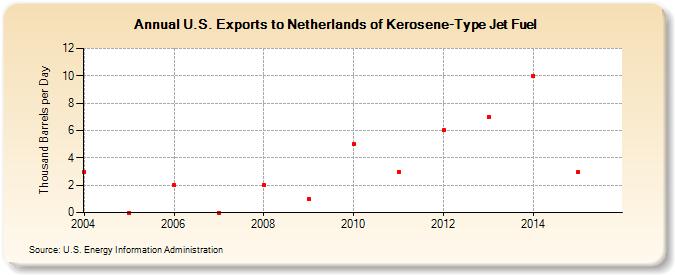 Annual U.S. Exports to Netherlands of Kerosene-Type Jet Fuel
Thousand Barrels per Day
12
10
8
6
4
2
0
2004 2006 2008 2010 2012 2014
Source: U.S. Energy Information Administration